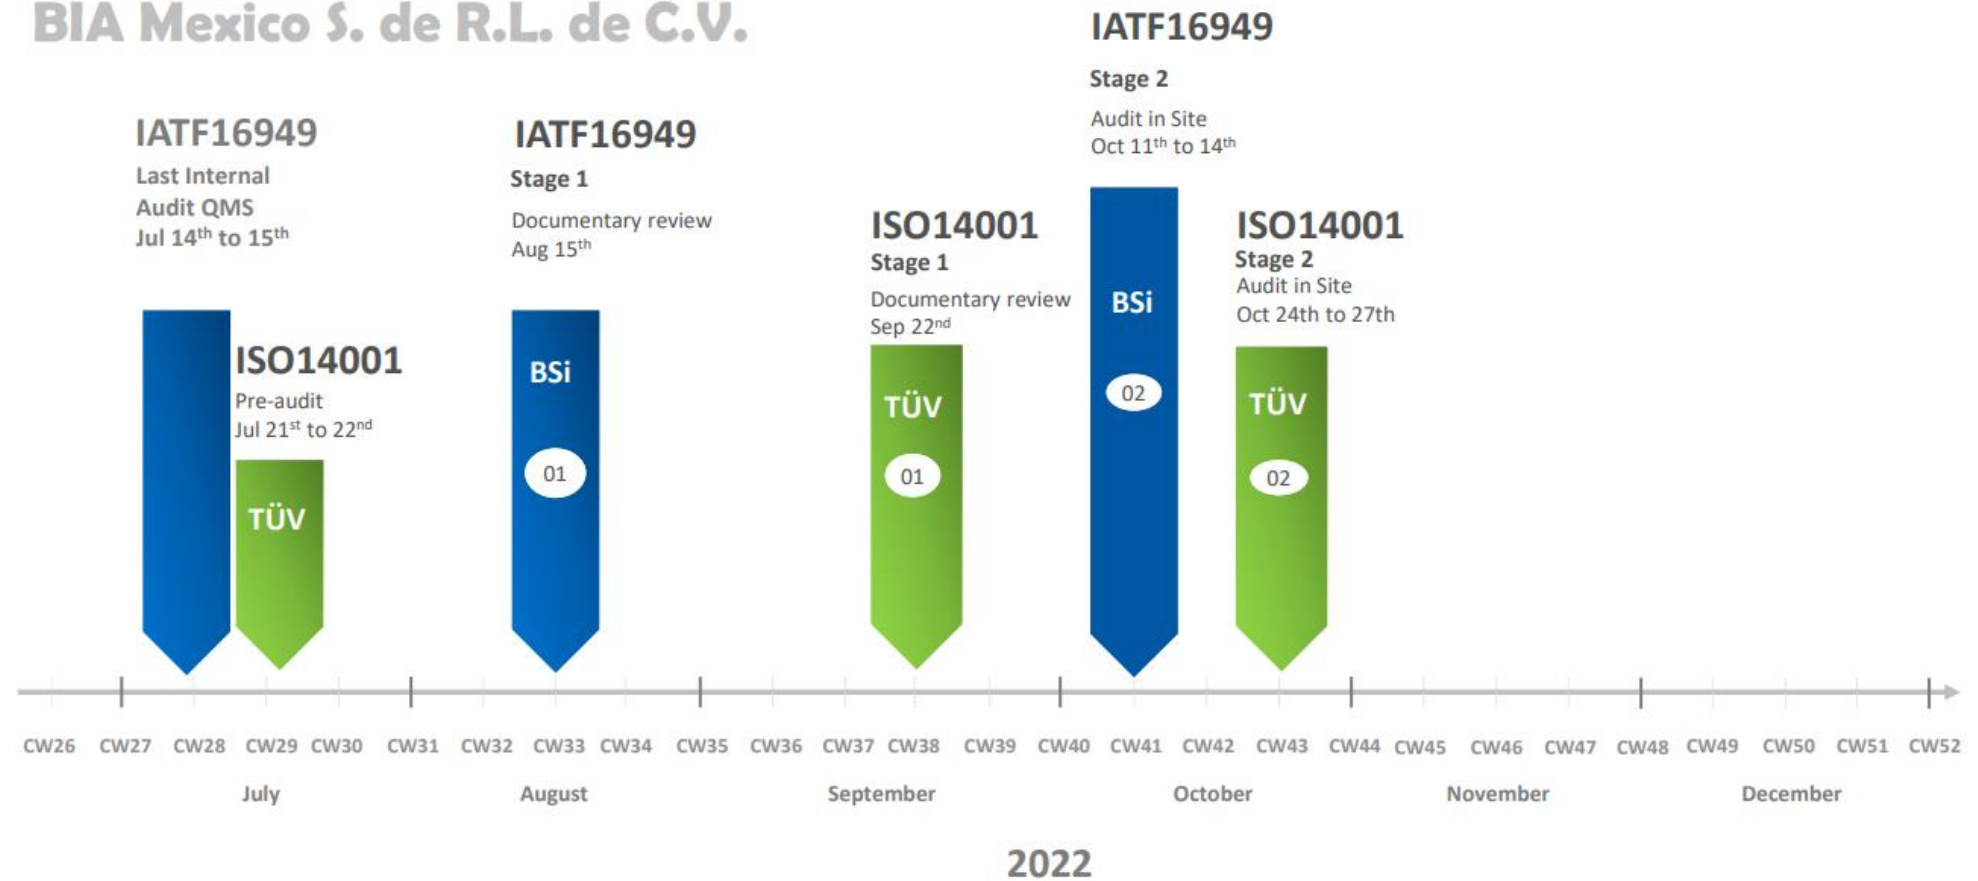 BIA Mexico S. de R.L. de C.V.
IATF16949
Last Internal
Audit QMS
Jul 14th to 15th
ISO14001
Pre-audit
Jul 21st to 22nd
TÜV
IATF16949
Stage 1
Documentary review
Aug 15th
BSi
01
ISO14001
Stage 1
Documentary review
Sep 22nd
TÜV
01
IATF16949
Stage 2
Audit in Site
Oct 11th to 14th
BSi
02
ISO14001
Stage 2
Audit in Site
Oct 24th to 27th
TÜV
02
CW26 CW27 CW28 CW29 CW30 CW31 CW32 CW33 CW34 CW35 CW36 CW37 CW38 CW39 CW40 CW41 CW42 CW43 CW44 CW45 CW46 CW47 CW48 CW49 CW50 CW51 CW52
July August September October November December
2022